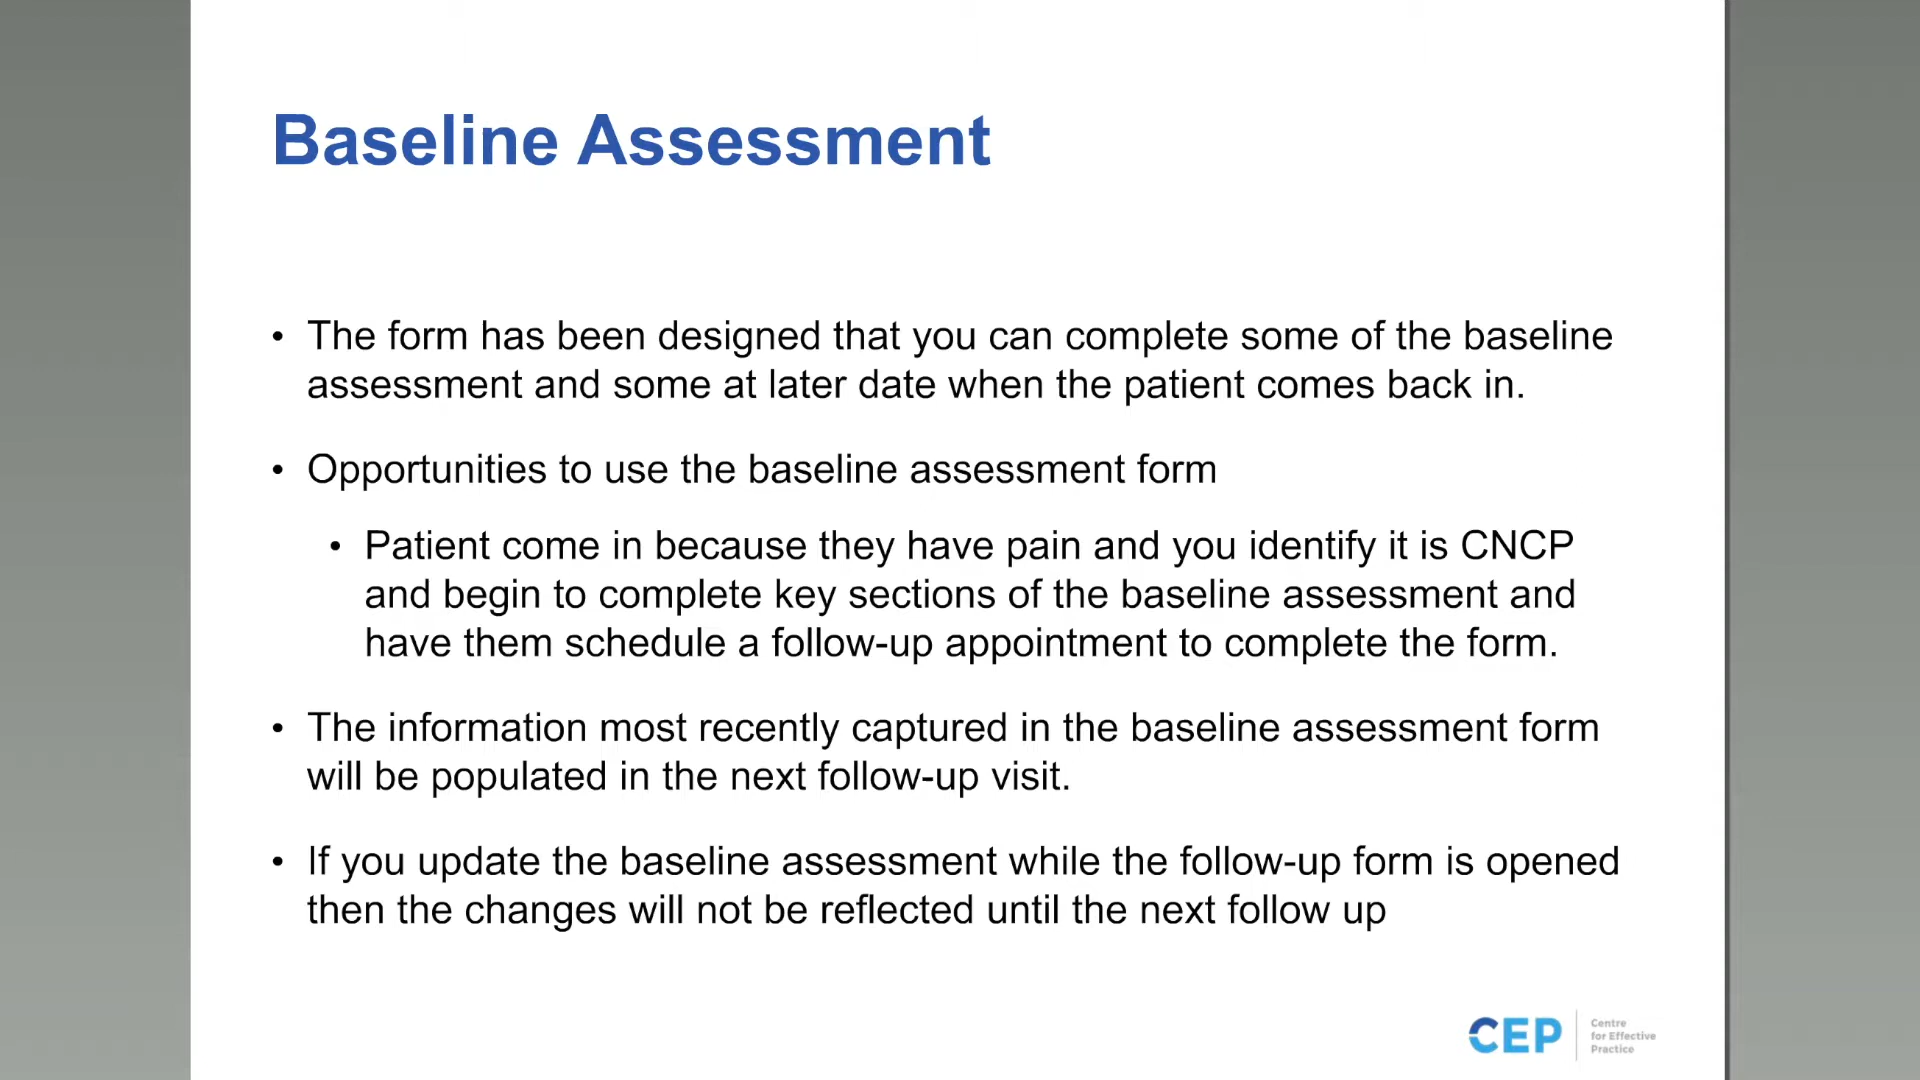 Baseline Assessment
• The form has been designed that you can complete some of the baseline
assessment and some at later date when the patient comes back in.
• Opportunities to use the baseline assessment form
• Patient come in because they have pain and you identify it is CNCP
and begin to complete key sections of the baseline assessment and
have them schedule a follow-up appointment to complete the form.
• The information most recently captured in the baseline assessment form
will be populated in the next follow-up visit.
• If you update the baseline assessment while the follow-up form is opened
then the changes will not be reflected until the next follow up
CEP
Centre
for Effective
Practice